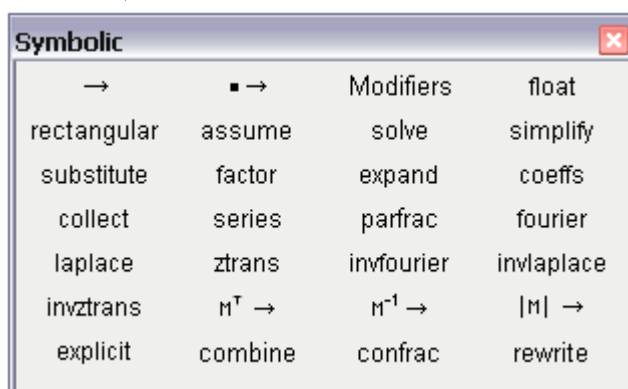 Symbolic
→ ▪ → Modifiers float
rectangular assume solve simplify
substitute factor expand coeffs
collect series parfrac fourier
laplace ztrans invfourier invlaplace
invztrans Mᵀ → M⁻¹ → |M| →
explicit combine confrac rewrite